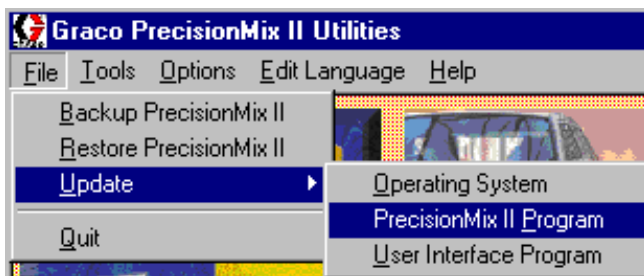 Graco PrecisionMix II Utilities
File Tools Options Edit Language Help
Backup PrecisionMix II
Restore PrecisionMix II
Update
Operating System
PrecisionMix II Program
Quit
User Interface Program